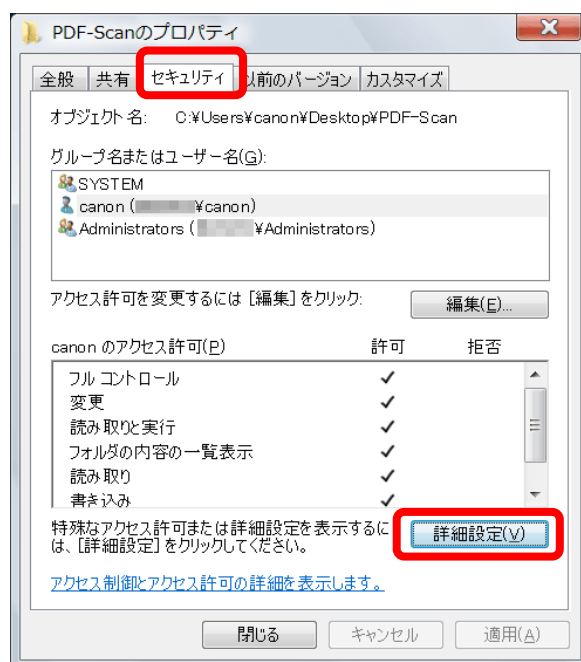 PDF-Scanのプロパティ
全般 共有 セキュリティ 以前のバージョン カスタマイズ
オブジェクト名: C:¥Users¥canon¥Desktop¥PDF-Scan
グループ名またはユーザー名(G):
SYSTEM
canon ( ¥canon)
Administrators ( ¥Administrators)
アクセス許可を変更するには [編集] をクリック: 編集(E)...
canon のアクセス許可(P) 許可 拒否
フル コントロール
変更
読み取りと実行
フォルダの内容の一覧表示
読み取り
書き込み
特殊なアクセス許可または詳細設定を表示するに
は、[詳細設定] をクリックしてください。 詳細設定(V)
アクセス制御とアクセス許可の詳細を表示します。
閉じる キャンセル 適用(A)